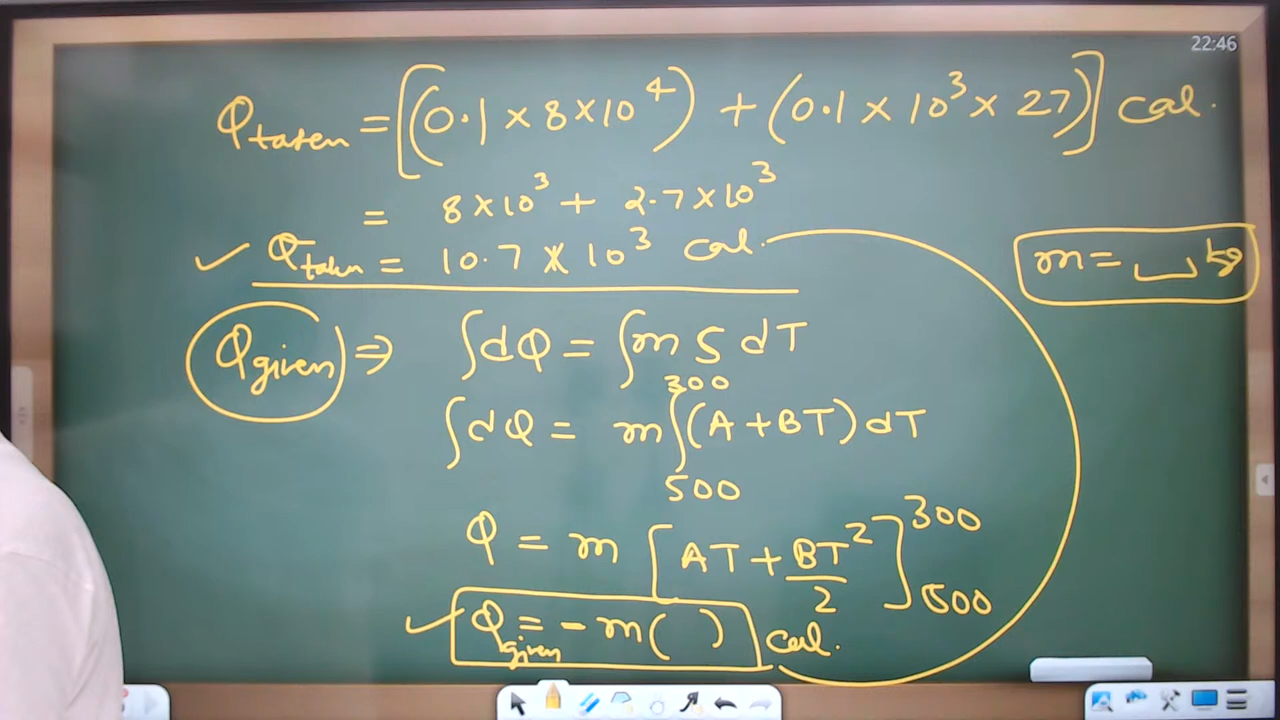 22:46
Q_taken = [(0.1 × 8 × 10^4) + (0.1 × 10^3 × 27)] cal.
= 8 × 10^3 + 2.7 × 10^3
✓ Q_taken = 10.7 × 10^3 cal.
m = ⎵ kg
Q_given ⇒ ∫dQ = ∫m S dT
∫dQ = m ∫_500^300 (A + BT) dT
Q = m [AT + BT^2/2]_500^300
✓ Q_given = -m ( ) cal.